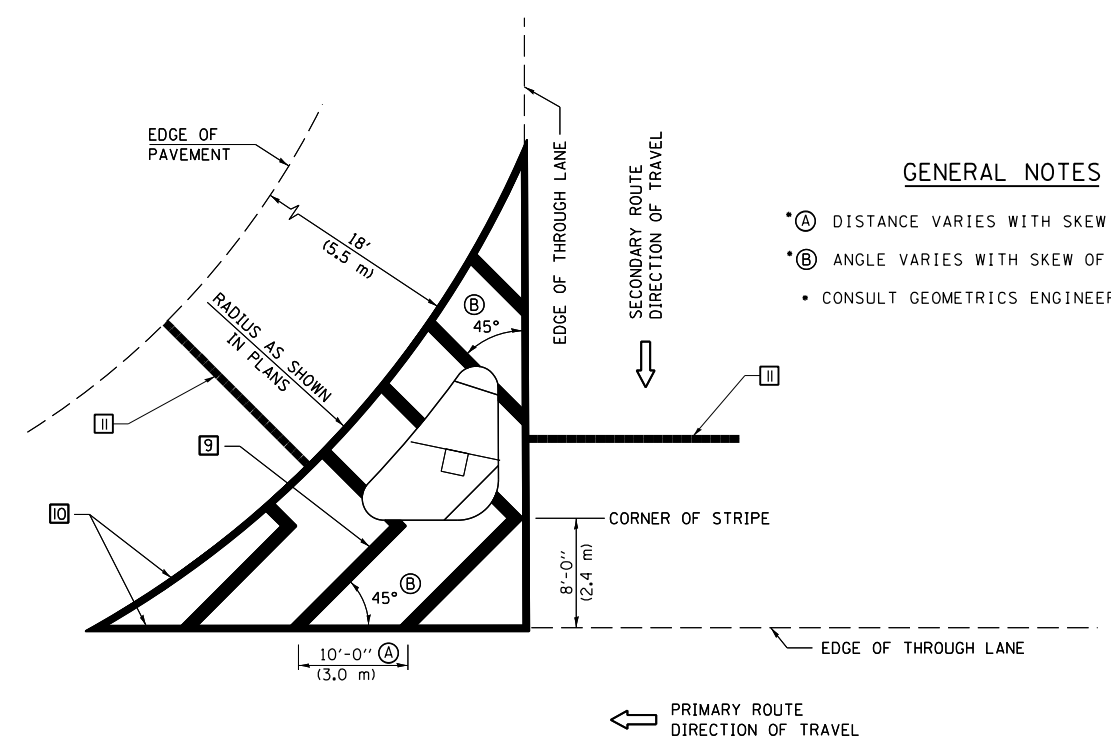 EDGE OF
PAVEMENT
18'
(5.5 m)
RADIUS AS SHOWN
IN PLANS
EDGE OF THROUGH LANE
SECONDARY ROUTE
DIRECTION OF TRAVEL
GENERAL NOTES
*Ⓐ DISTANCE VARIES WITH SKEW
*Ⓑ ANGLE VARIES WITH SKEW OF
* CONSULT GEOMETRICS ENGINEER
Ⓑ
45°
11
11
9
10
CORNER OF STRIPE
8'-0"
(2.4 m)
45° Ⓑ
10'-0" Ⓐ
(3.0 m)
EDGE OF THROUGH LANE
PRIMARY ROUTE
DIRECTION OF TRAVEL